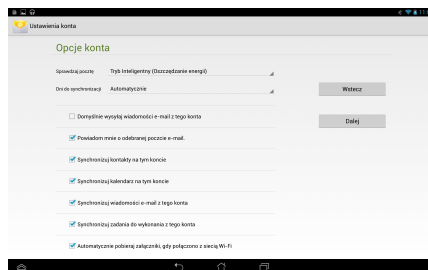 Ustawienia konta
Opcje konta
Sprawdzaj pocztę Tryb Inteligentny (Oszczędzanie energii)
Dni do synchronizacji Automatycznie
Wstecz
Domyślnie wysyłaj wiadomości e-mail z tego konta
Dalej
Powiadom mnie o odebranej poczcie e-mail.
Synchronizuj kontakty na tym koncie
Synchronizuj kalendarz na tym koncie
Synchronizuj wiadomości e-mail z tego konta
Synchronizuj zadania do wykonania z tego konta
Automatycznie pobieraj załączniki, gdy połączono z siecią Wi-Fi